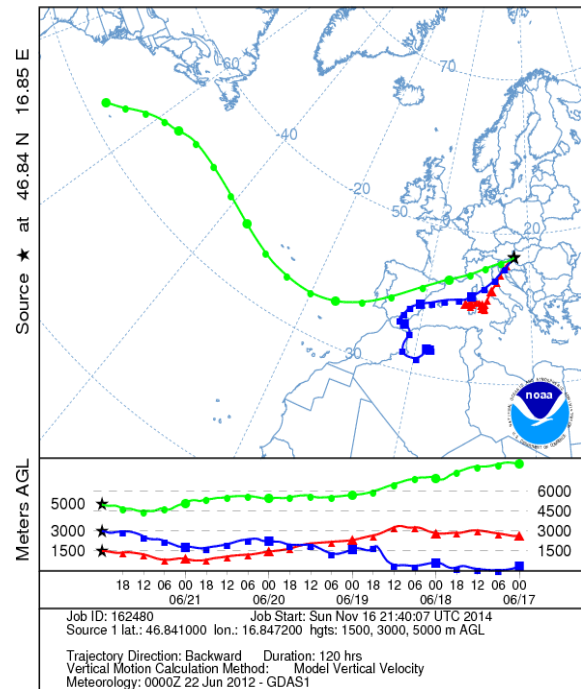 Source ★ at 46.84 N 16.85 E
60
70
-40
-20
-50
50
20
30
noaa
Meters AGL
5000
3000
1500
6000
4500
3000
1500
18 12 06 00 18 12 06 00 18 12 06 00 18 12 06 00 18 12 06 00
06/21 06/20 06/19 06/18 06/17
Job ID: 162480 Job Start: Sun Nov 16 21:40:07 UTC 2014
Source 1 lat.: 46.841000 lon.: 16.847200 hgts: 1500, 3000, 5000 m AGL
Trajectory Direction: Backward Duration: 120 hrs
Vertical Motion Calculation Method: Model Vertical Velocity
Meteorology: 0000Z 22 Jun 2012 - GDAS1